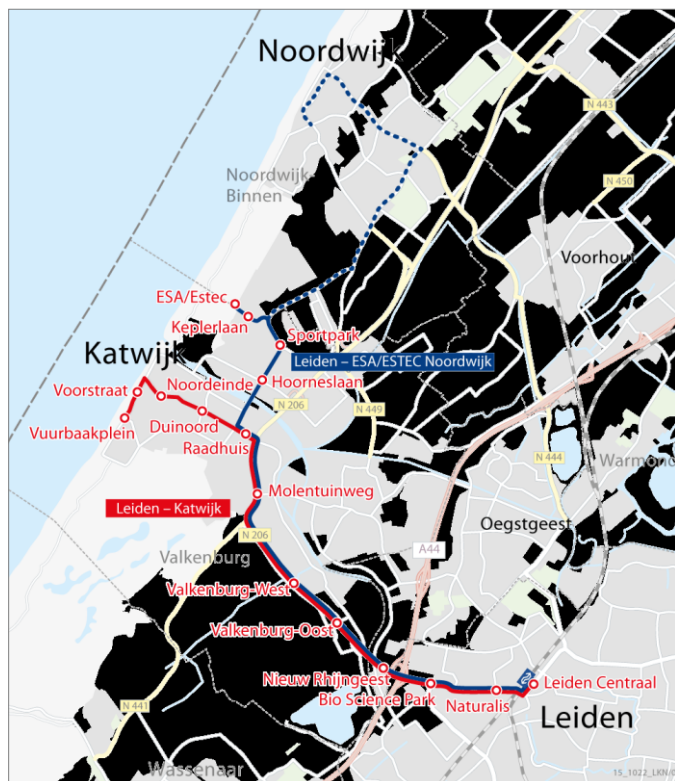 Noordwijk
N 443
Noordwijk-
Binnen
N 450
Voorhout
ESA/Estec
Keplerlaan
Sportpark
Katwijk
Leiden – ESA/ESTEC Noordwijk
Voorstraat
Noordeinde
Hoorneslaan
N 206
N 449
Vuurbaakplein
Duinoord
Raadhuis
N 444
Warmond
Molentuinweg
Leiden – Katwijk
Oegstgeest
N 206
A44
Valkenburg
Valkenburg-West
Valkenburg-Oost
Nieuw Rhijngeest
Bio Science Park
Leiden Centraal
Naturalis
N 441
Leiden
Wassenaar